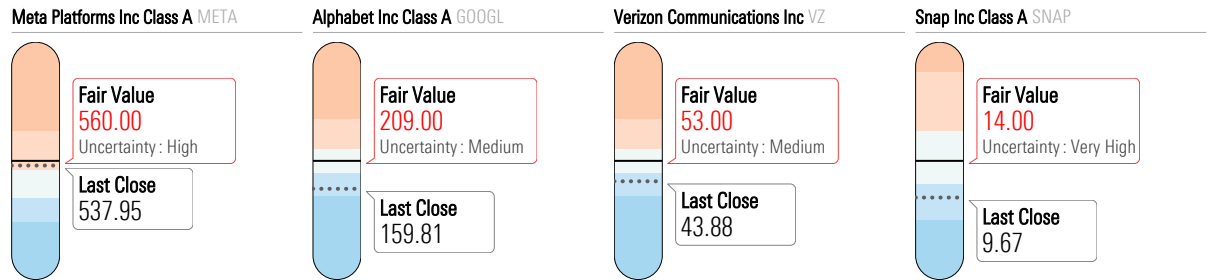 Meta Platforms Inc Class A META
Fair Value
560.00
Uncertainty : High
Last Close
537.95
Alphabet Inc Class A GOOGL
Fair Value
209.00
Uncertainty : Medium
Last Close
159.81
Verizon Communications Inc VZ
Fair Value
53.00
Uncertainty : Medium
Last Close
43.88
Snap Inc Class A SNAP
Fair Value
14.00
Uncertainty : Very High
Last Close
9.67